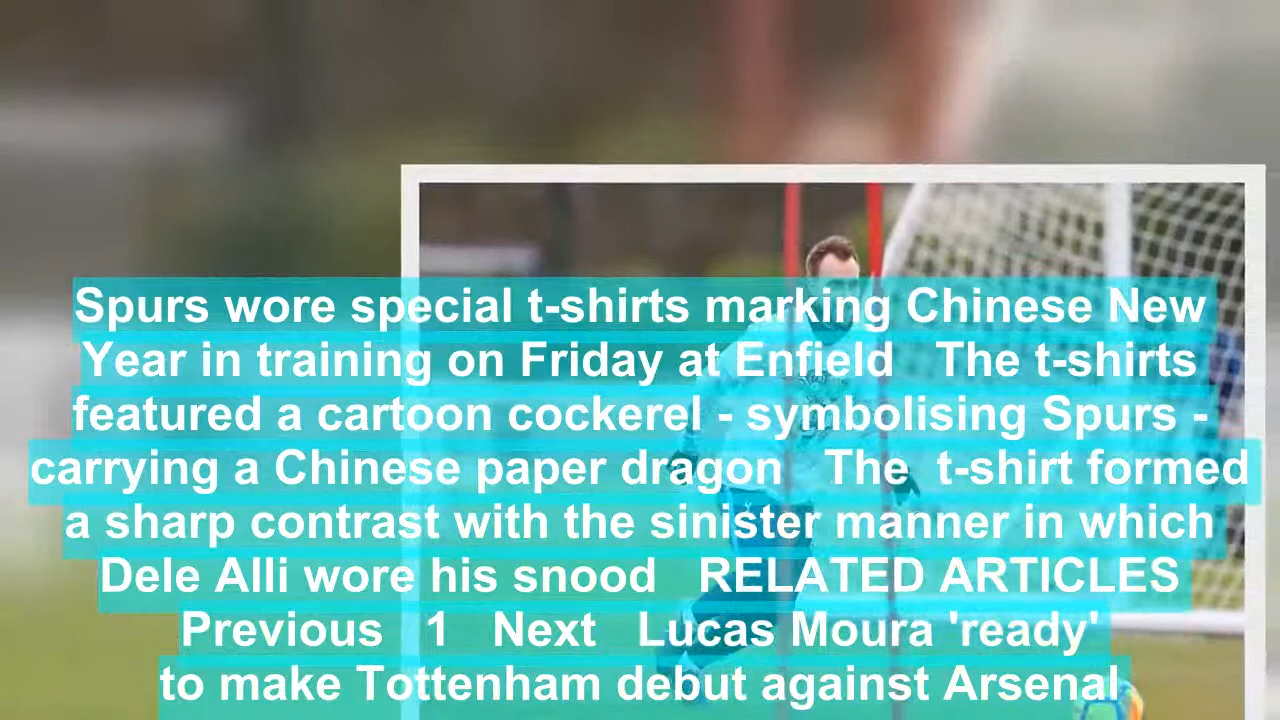 Spurs wore special t-shirts marking Chinese New
Year in training on Friday at Enfield The t-shirts
featured a cartoon cockerel - symbolising Spurs -
carrying a Chinese paper dragon The t-shirt formed
a sharp contrast with the sinister manner in which
Dele Alli wore his snood RELATED ARTICLES
Previous 1 Next Lucas Moura 'ready'
to make Tottenham debut against Arsenal